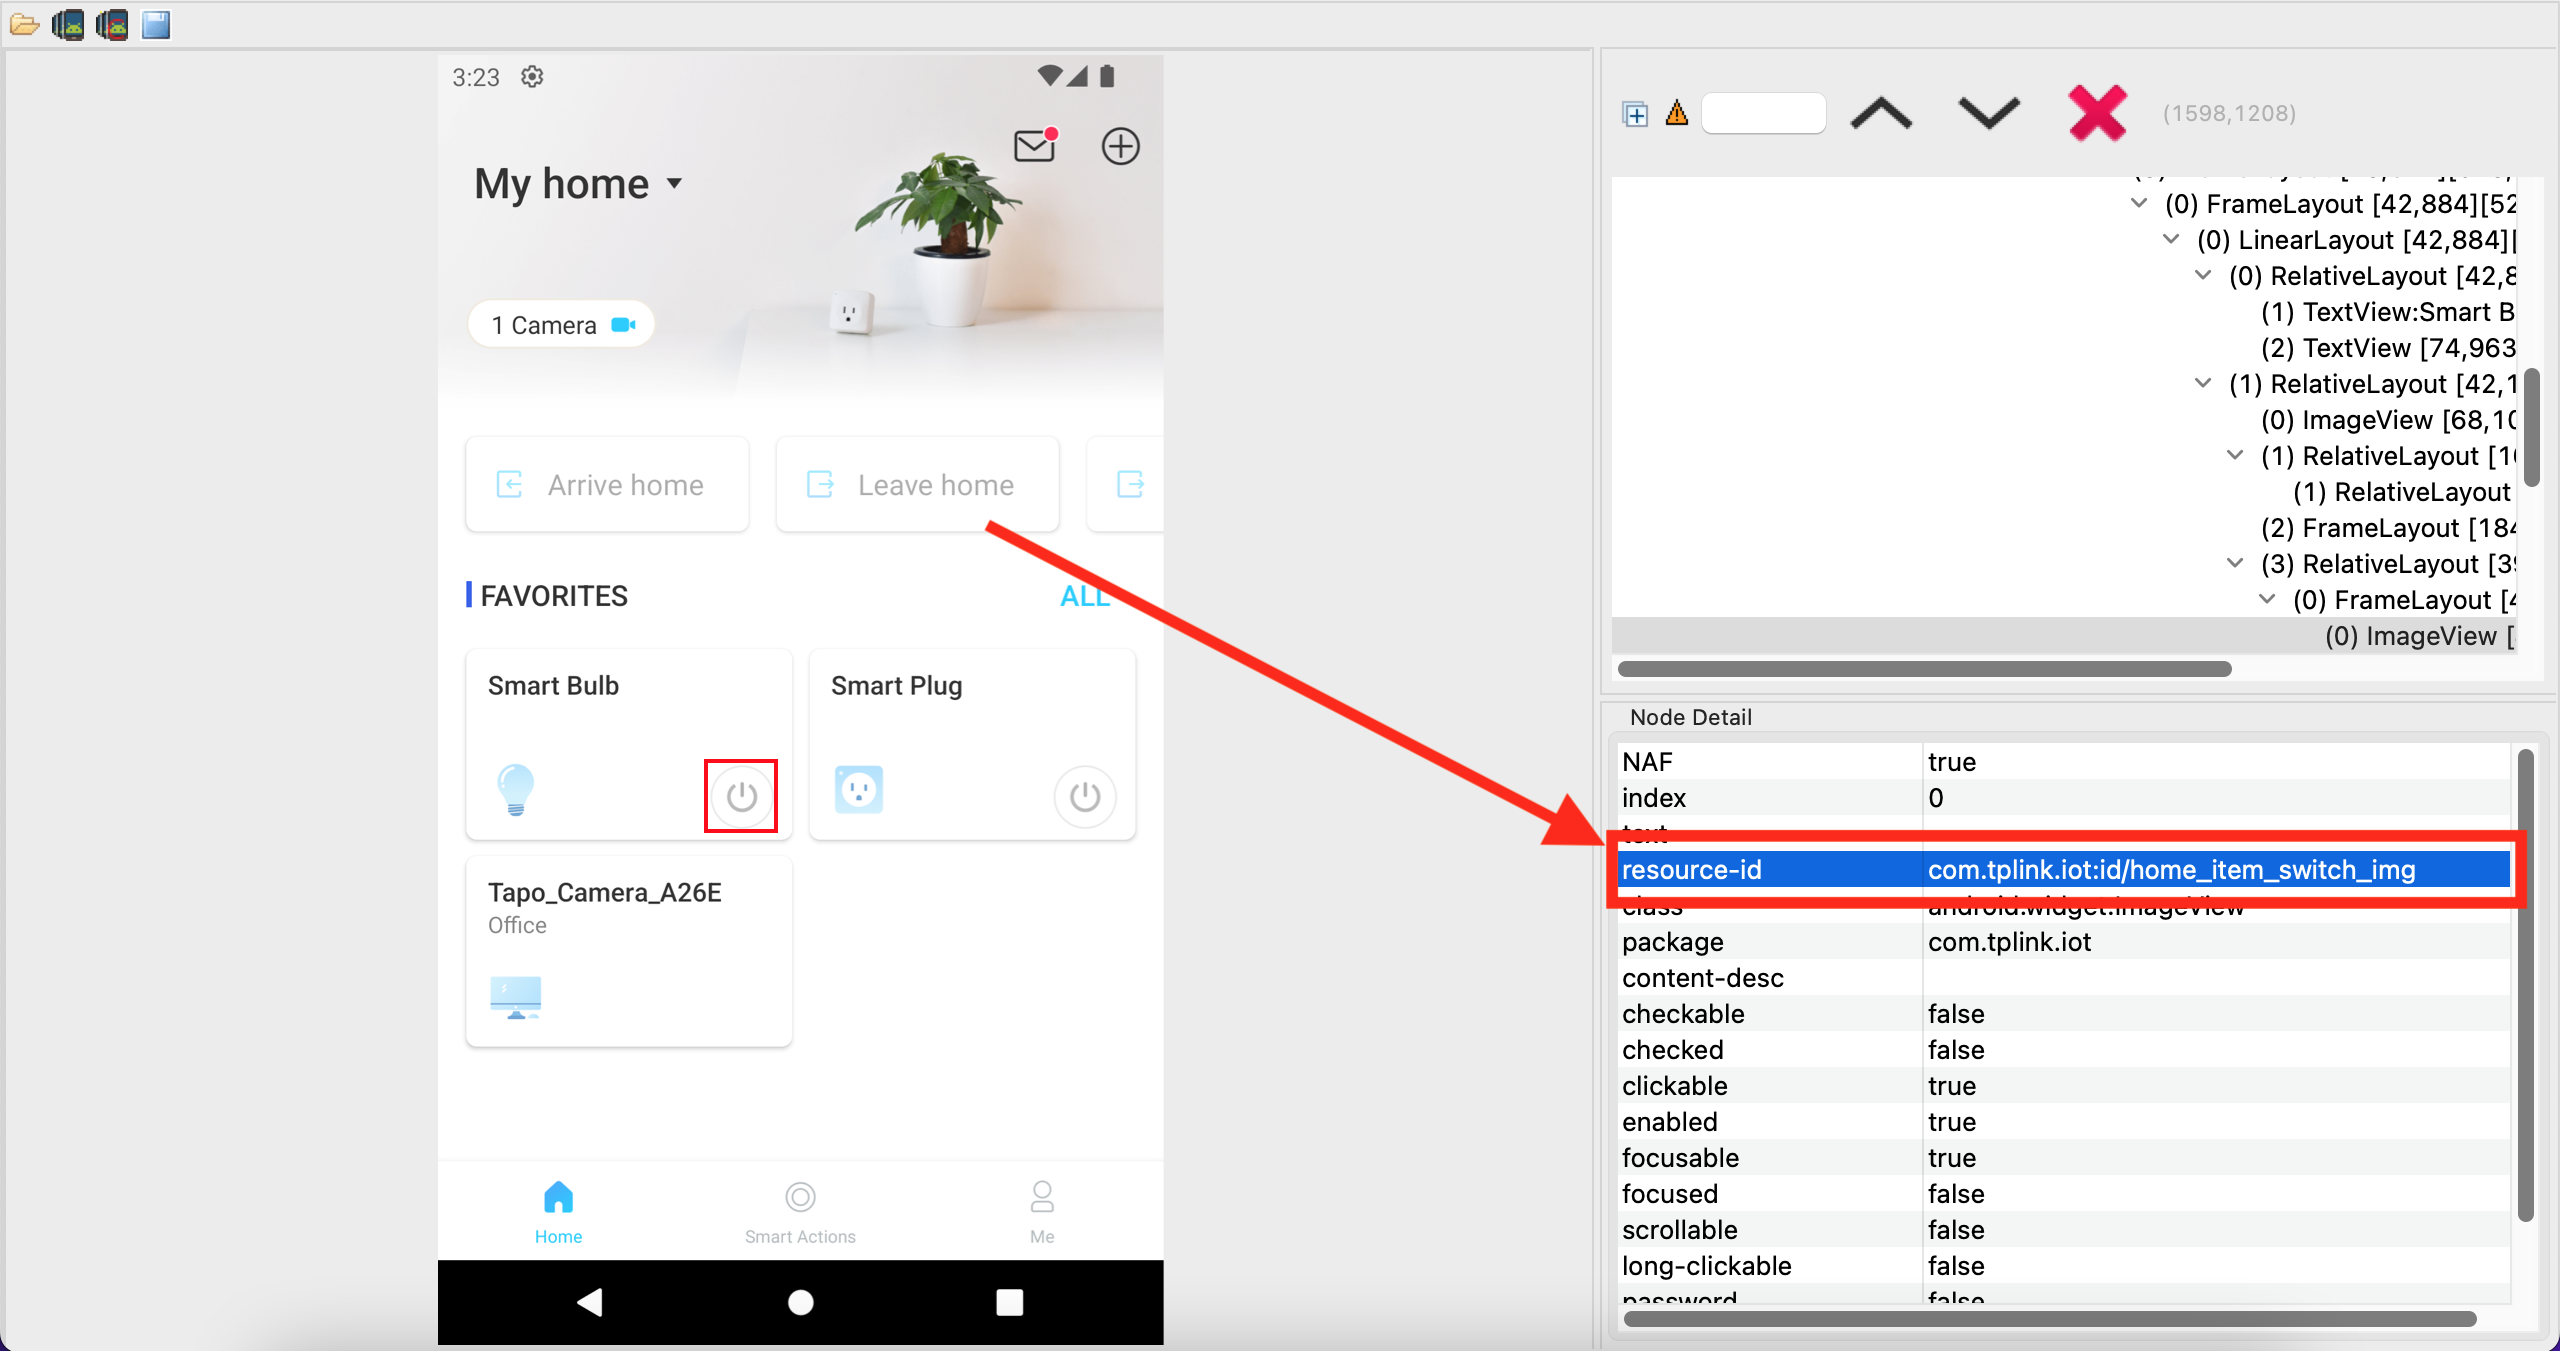 3:23
My home
1 Camera
Arrive home
Leave home
FAVORITES
ALL
Smart Bulb
Smart Plug
Tapo_Camera_A26E
Office
Home
Smart Actions
Me
(1598,1208)
(0) FrameLayout [42,884][52
(0) LinearLayout [42,884][
(0) RelativeLayout [42,8
(1) TextView:Smart B
(2) TextView [74,963
(1) RelativeLayout [42,1
(0) ImageView [68,10
(1) RelativeLayout [1
(1) RelativeLayout
(2) FrameLayout [184
(3) RelativeLayout [39
(0) FrameLayout [4
(0) ImageView [
Node Detail
NAF true
index 0
text
resource-id com.tplink.iot:id/home_item_switch_img
class android.widget.ImageView
package com.tplink.iot
content-desc
checkable false
checked false
clickable true
enabled true
focusable true
focused false
scrollable false
long-clickable false
password false